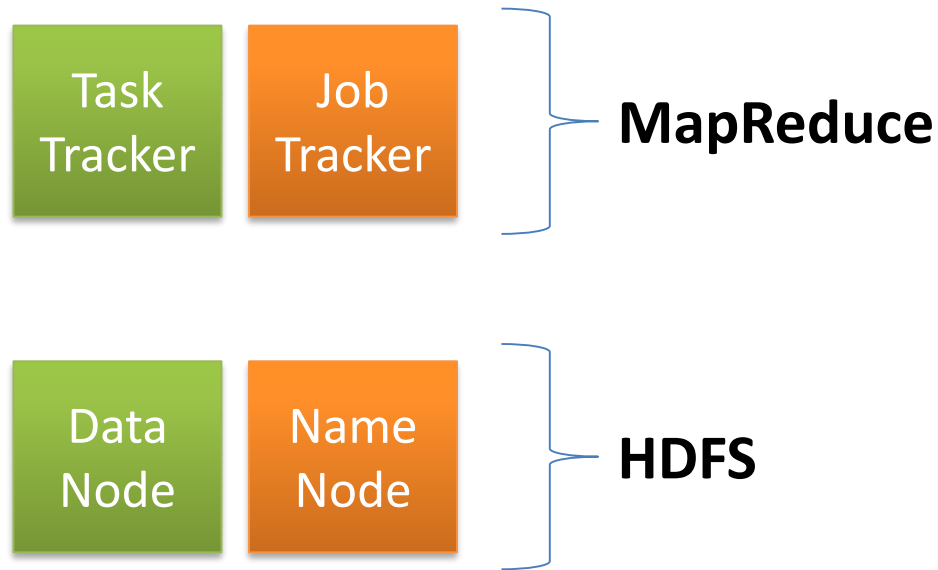 Task
Tracker
Job
Tracker
MapReduce
Data
Node
Name
Node
HDFS